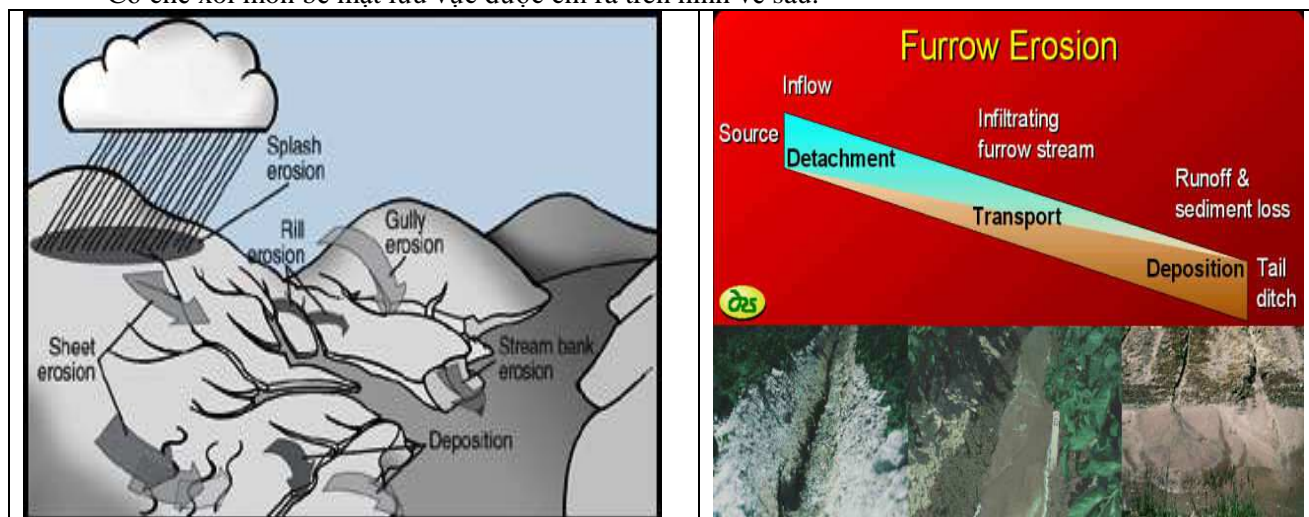 Cơ chế xói mòn bề mặt lưu vực được chỉ ra trên hình vẽ sau:
Splash
erosion
Rill
erosion
Gully
erosion
Sheet
erosion
Stream bank
erosion
Deposition
Furrow Erosion
Inflow
Source
Detachment
Infiltrating
furrow stream
Transport
Runoff &
sediment loss
Deposition
Tail
ditch
ars